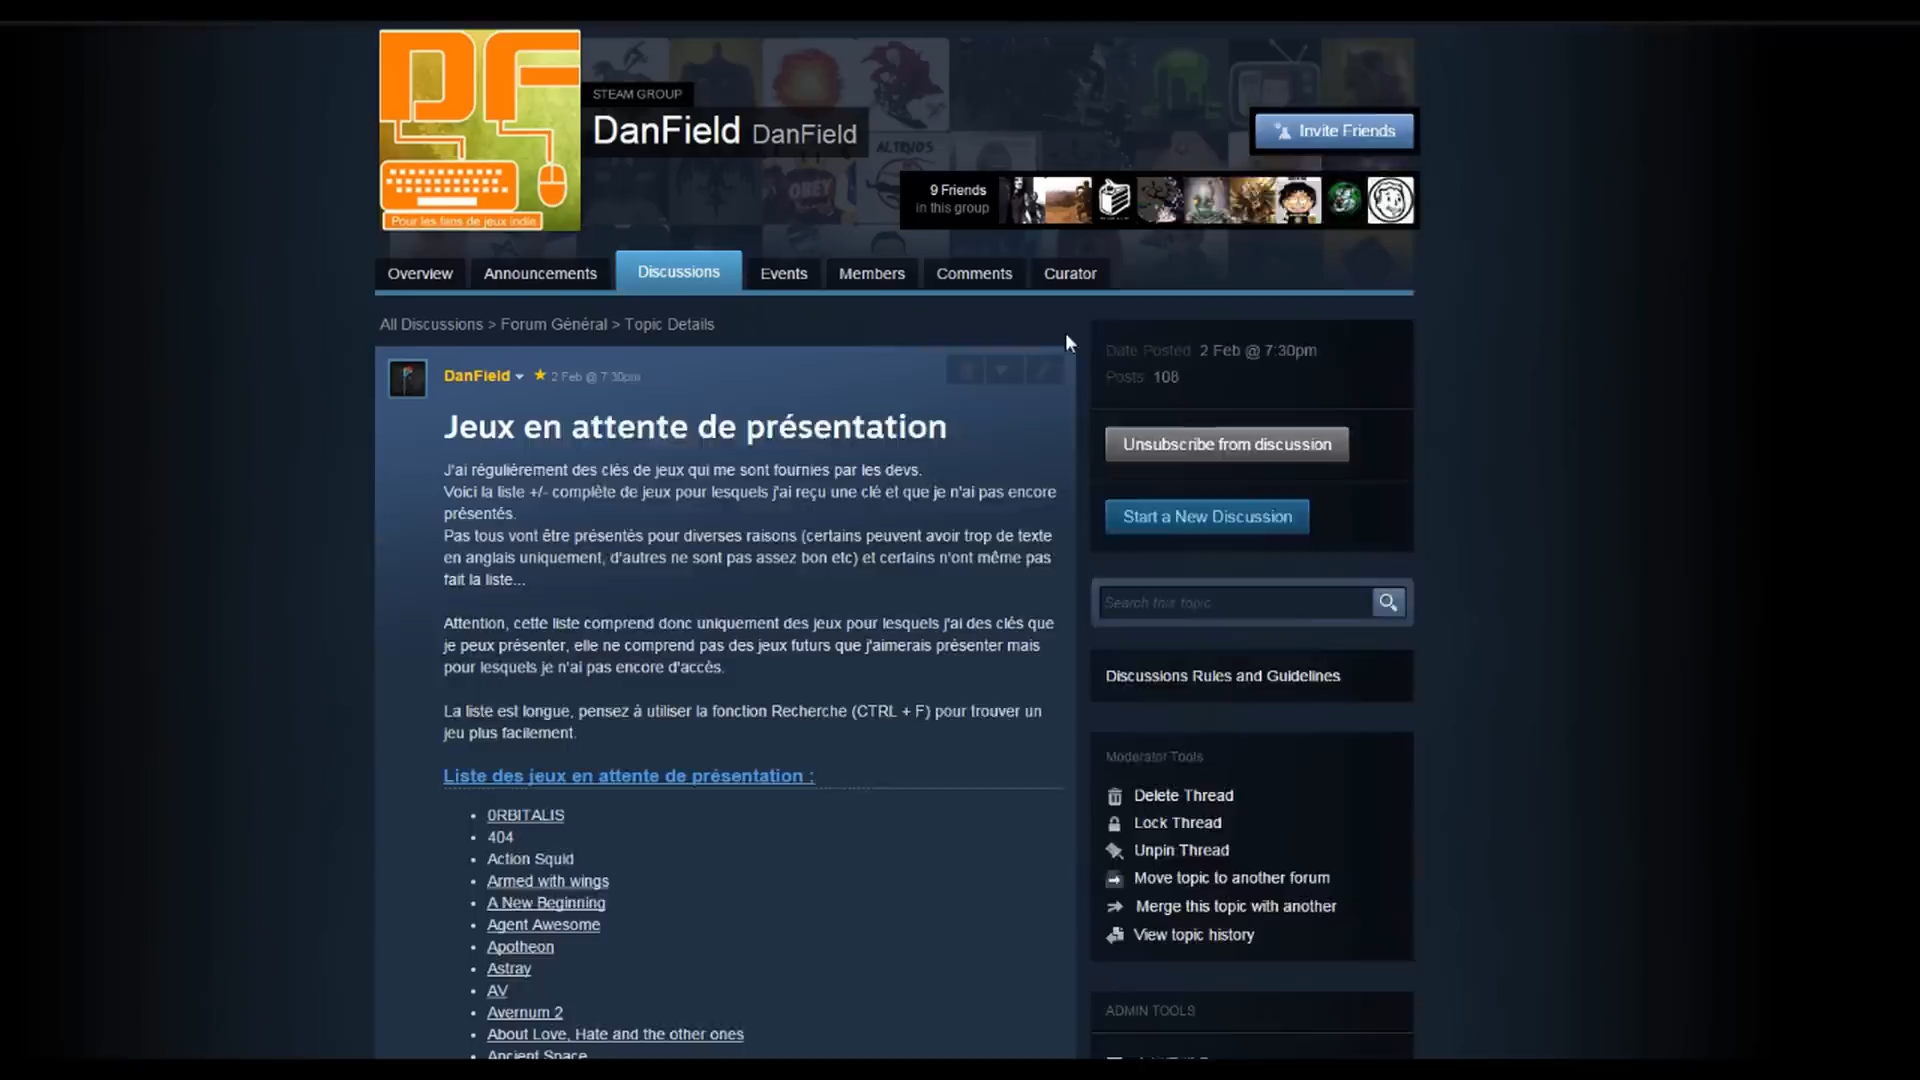 DF
Pour les fans de jeux indie
STEAM GROUP
DanField DanField
ALTEJOS
OBEY
Invite Friends
9 Friends
in this group
Overview
Announcements
Discussions
Events
Members
Comments
Curator
All Discussions > Forum Général > Topic Details
DanField 2 Feb @ 7:30pm
Jeux en attente de présentation
J'ai régulièrement des clés de jeux qui me sont fournies par les devs.
Voici la liste +/- complète de jeux pour lesquels j'ai reçu une clé et que je n'ai pas encore
présentés.
Pas tous vont être présentés pour diverses raisons (certains peuvent avoir trop de texte
en anglais uniquement, d'autres ne sont pas assez bon etc) et certains n'ont même pas
fait la liste...
Attention, cette liste comprend donc uniquement des jeux pour lesquels j'ai des clés que
je peux présenter, elle ne comprend pas des jeux futurs que j'aimerais présenter mais
pour lesquels je n'ai pas encore d'accès.
La liste est longue, pensez à utiliser la fonction Recherche (CTRL + F) pour trouver un
jeu plus facilement.
Liste des jeux en attente de présentation :
• 0RBITALIS
• 404
• Action Squid
• Armed with wings
• A New Beginning
• Agent Awesome
• Apotheon
• Astray
• AV
• Avernum 2
• About Love, Hate and the other ones
• Ancient Space
Date Posted 2 Feb @ 7:30pm
Posts 108
Unsubscribe from discussion
Start a New Discussion
Search this topic
Discussions Rules and Guidelines
Moderator Tools
Delete Thread
Lock Thread
Unpin Thread
Move topic to another forum
Merge this topic with another
View topic history
ADMIN TOOLS